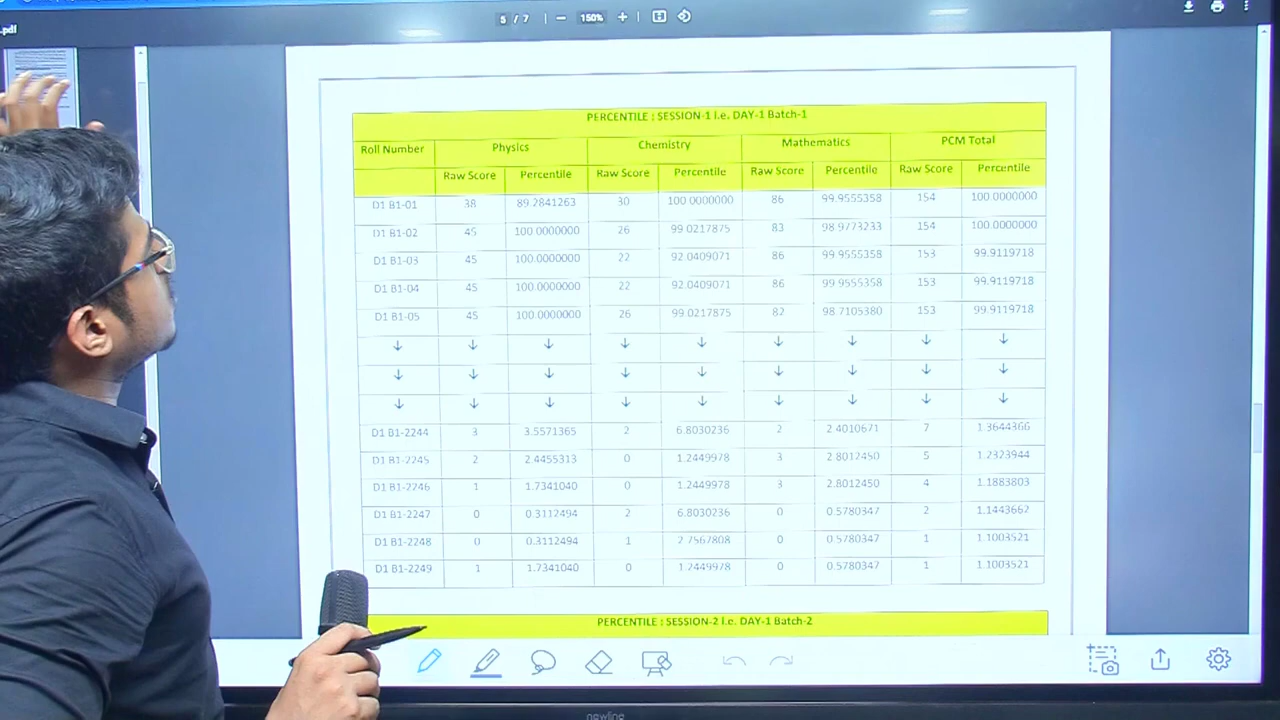 .pdf
5 / 7 | − 150% + |
PERCENTILE : SESSION-1 i.e. DAY-1 Batch-1
Roll Number Physics Chemistry Mathematics PCM Total
Raw Score Percentile Raw Score Percentile Raw Score Percentile Raw Score Percentile
D1 B1-01 38 89.2841263 30 100.0000000 86 99.9555358 154 100.0000000
D1 B1-02 45 100.0000000 26 99.0217875 83 98.9773233 154 100.0000000
D1 B1-03 45 100.0000000 22 92.0409071 86 99.9555358 153 99.9119718
D1 B1-04 45 100.0000000 22 92.0409071 86 99.9555358 153 99.9119718
D1 B1-05 45 100.0000000 26 99.0217875 82 98.7105380 153 99.9119718
↓ ↓ ↓ ↓ ↓ ↓ ↓ ↓ ↓
↓ ↓ ↓ ↓ ↓ ↓ ↓ ↓ ↓
↓ ↓ ↓ ↓ ↓ ↓ ↓ ↓ ↓
D1 B1-2244 3 3.5571365 2 6.8030236 2 2.4010671 7 1.3644366
D1 B1-2245 2 2.4455313 0 1.2449978 3 2.8012450 5 1.2323944
D1 B1-2246 1 1.7341040 0 1.2449978 3 2.8012450 4 1.1883803
D1 B1-2247 0 0.3112494 2 6.8030236 0 0.5780347 2 1.1443662
D1 B1-2248 0 0.3112494 1 2.7567808 0 0.5780347 1 1.1003521
D1 B1-2249 1 1.7341040 0 1.2449978 0 0.5780347 1 1.1003521
PERCENTILE : SESSION-2 i.e. DAY-1 Batch-2
newline